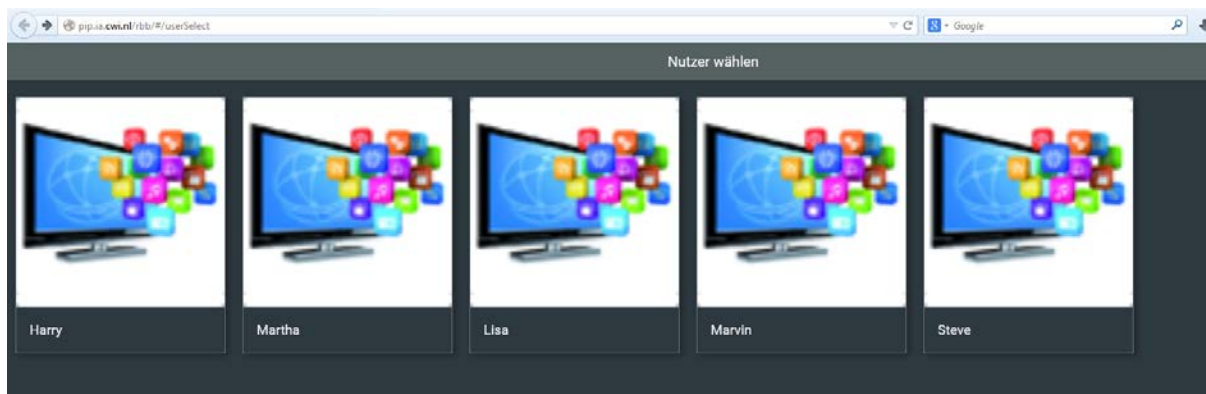 pip.ia.cwi.nl/rbb/#/userSelect
Google
Nutzer wählen
Harry
Martha
Lisa
Marvin
Steve